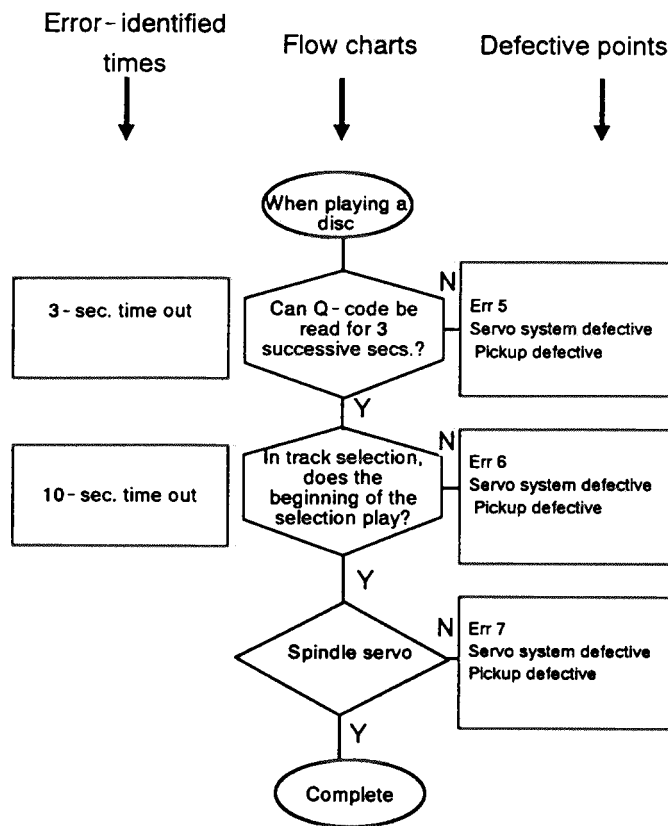 Error-identified times
Flow charts
Defective points
When playing a
disc
3-sec. time out
Can Q-code be
read for 3
successive secs.?
N
Err 5
Servo system defective
Pickup defective
Y
10-sec. time out
In track selection,
does the
beginning of the
selection play?
N
Err 6
Servo system defective
Pickup defective
Y
Spindle servo
N
Err 7
Servo system defective
Pickup defective
Y
Complete